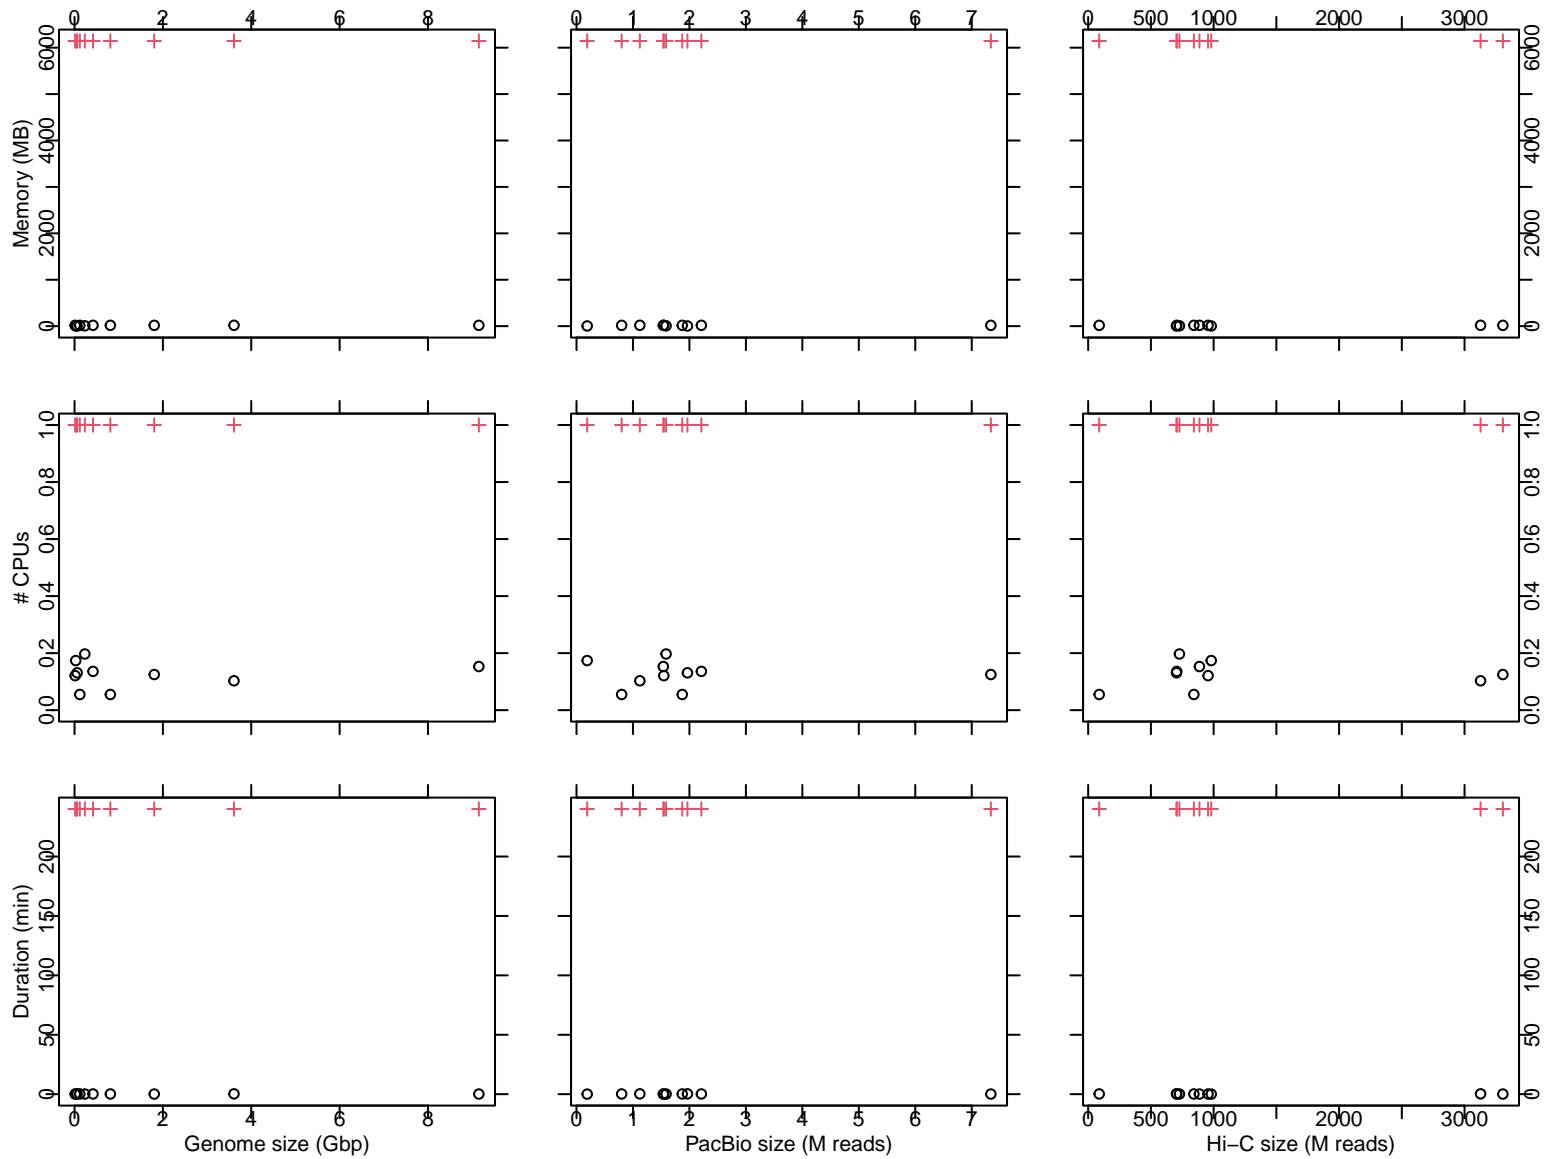 0 2 4 6 8
0 1 2 3 4 5 6 7
0 500 1000 2000 3000
Memory (MB)
0 2000 4000 6000
0 2000 4000 6000
# CPUs
0.0 0.2 0.4 0.6 0.8 1.0
0.0 0.2 0.4 0.6 0.8 1.0
Duration (min)
0 50 100 150 200
0 50 100 150 200
0 2 4 6 8
0 1 2 3 4 5 6 7
0 500 1000 2000 3000
Genome size (Gbp)
PacBio size (M reads)
Hi−C size (M reads)